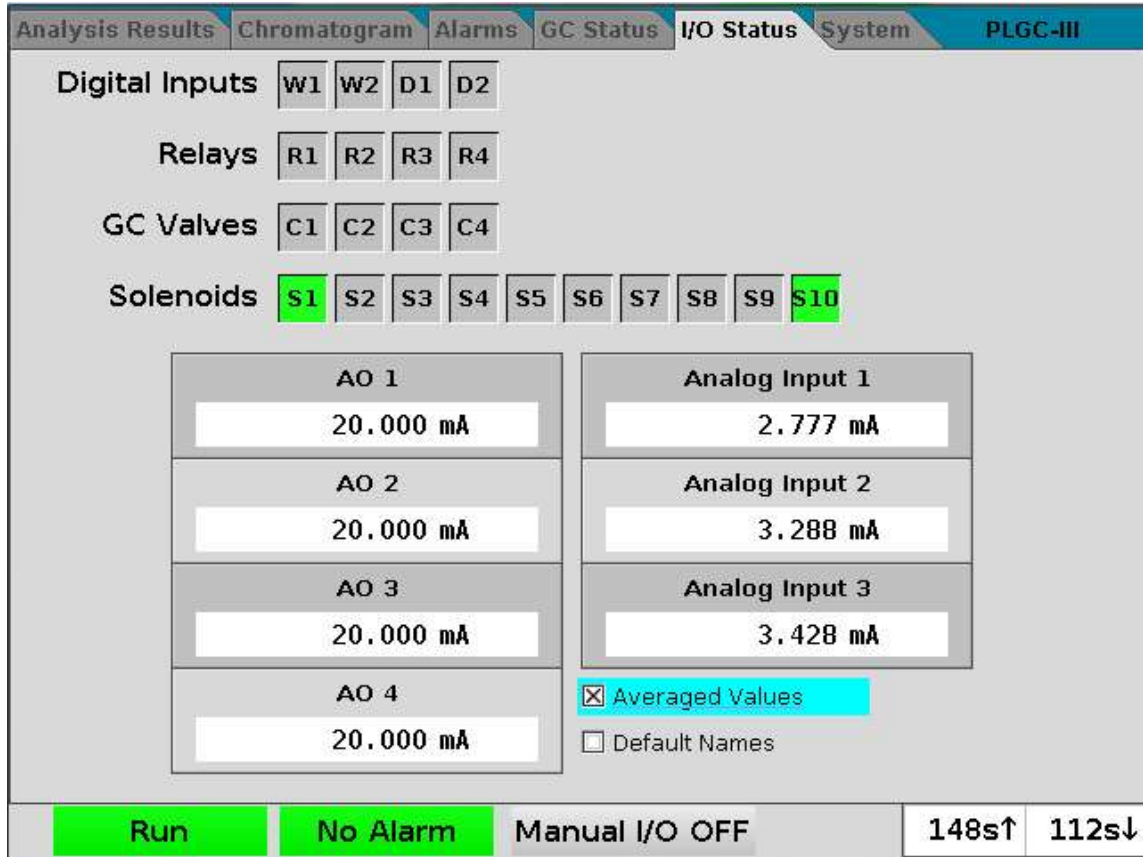 Analysis Results Chromatogram Alarms GC Status I/O Status System PLGC-III
Digital Inputs W1 W2 D1 D2
Relays R1 R2 R3 R4
GC Valves C1 C2 C3 C4
Solenoids S1 S2 S3 S4 S5 S6 S7 S8 S9 S10
AO 1
20.000 mA
AO 2
20.000 mA
AO 3
20.000 mA
AO 4
20.000 mA
Analog Input 1
2.777 mA
Analog Input 2
3.288 mA
Analog Input 3
3.428 mA
Averaged Values
Default Names
Run No Alarm Manual I/O OFF 148s↑ 112s↓